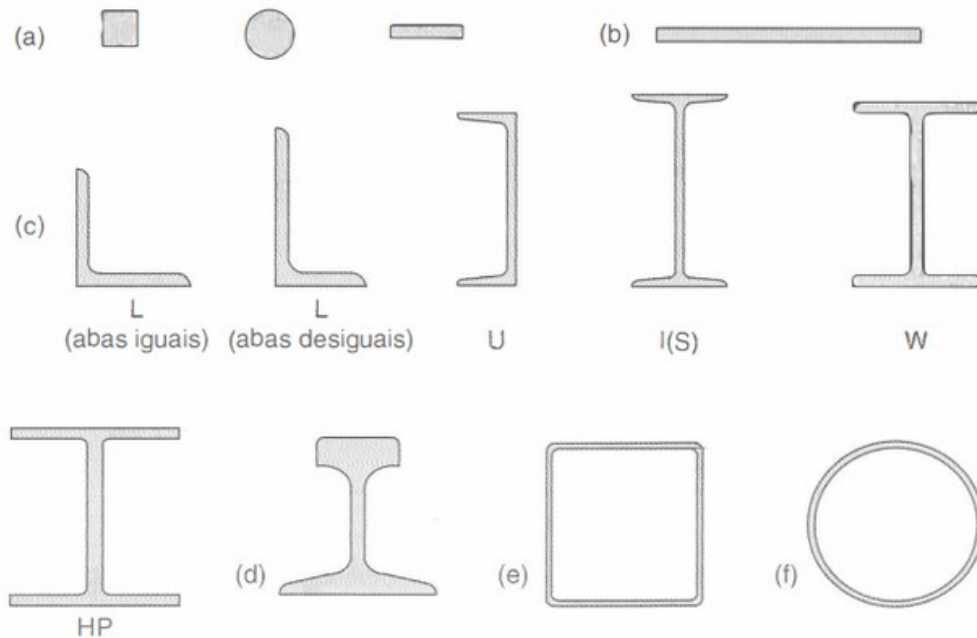 (a)
(b)
(c)
L
(abas iguais)
L
(abas desiguais)
U
I(S)
W
HP
(d)
(e)
(f)